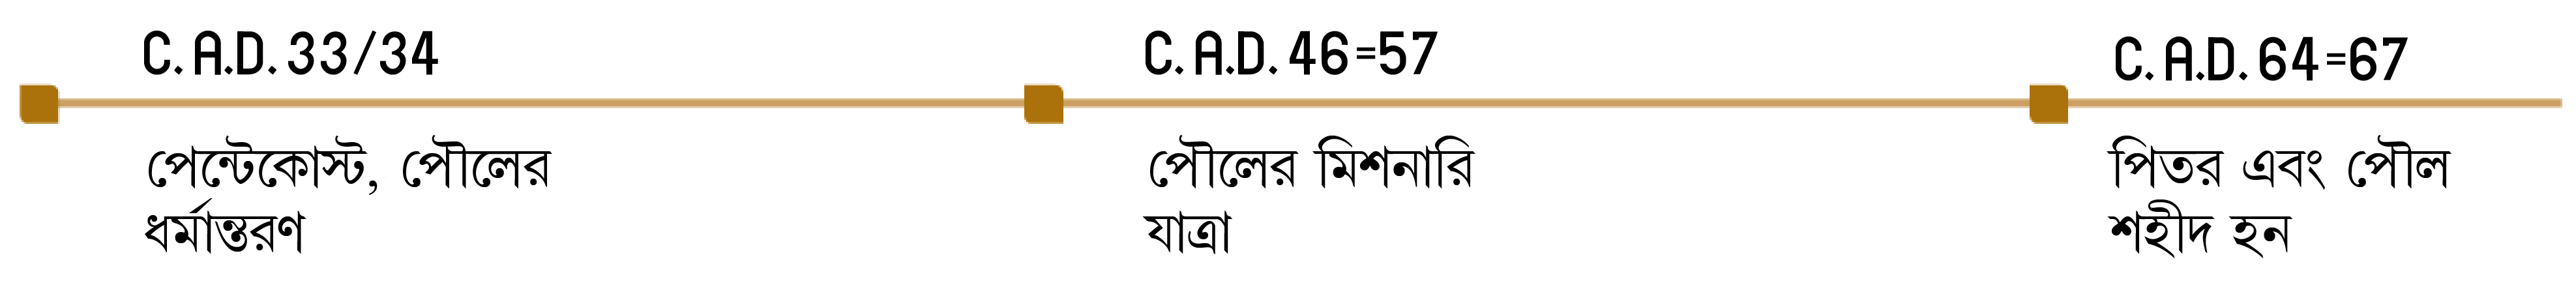 C. A.D. 33/34
পেন্টেকোস্ট, পৌলের
ধর্মান্তরণ
C. A.D. 46=57
পৌলের মিশনারি
যাত্রা
C. A.D. 64=67
পিতর এবং পৌল
শহীদ হন